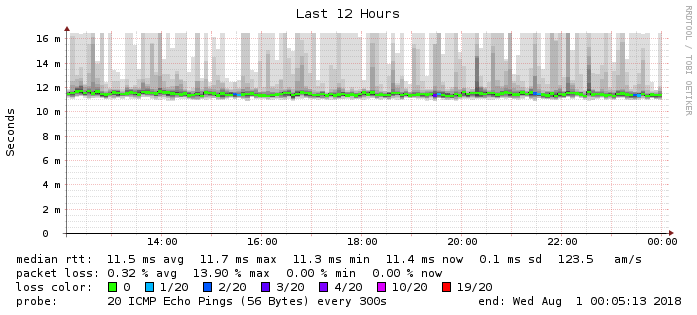 Last 12 Hours
RRDTOOL / TOBI OETIKER
Seconds
16 m
14 m
12 m
10 m
8 m
6 m
4 m
2 m
0
14:00 16:00 18:00 20:00 22:00 00:00
median rtt: 11.5 ms avg 11.7 ms max 11.3 ms min 11.4 ms now 0.1 ms sd 123.5 am/s
packet loss: 0.32 % avg 13.90 % max 0.00 % min 0.00 % now
loss color: 0 1/20 2/20 3/20 4/20 10/20 19/20
probe: 20 ICMP Echo Pings (56 Bytes) every 300s end: Wed Aug 1 00:05:13 2018